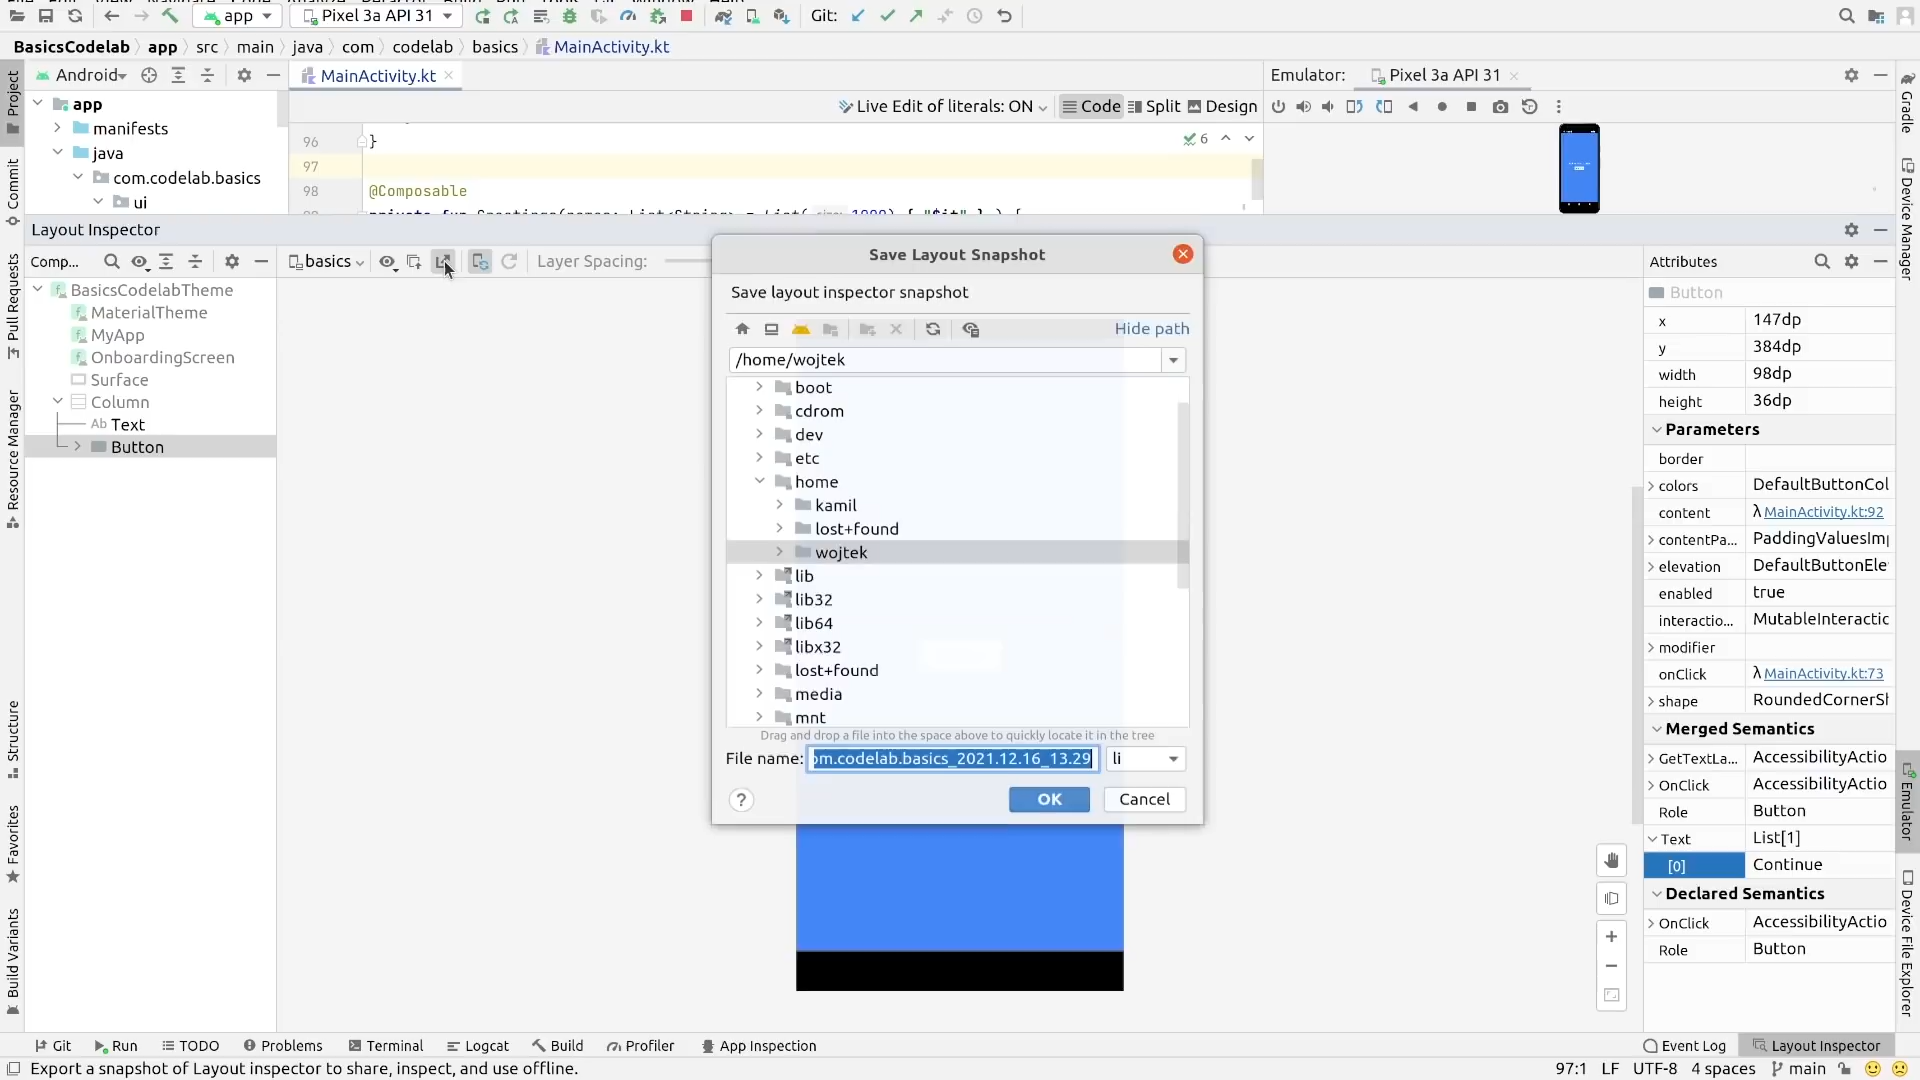 app
Pixel 3a API 31
Git:
BasicsCodelab
app
src
main
java
com
codelab
basics
MainActivity.kt
Android
MainActivity.kt
Emulator:
Pixel 3a API 31
Live Edit of literals: ON
Code
Split
Design
app
manifests
java
com.codelab.basics
ui
96
}
6
97
98
@Composable
Layout Inspector
Comp...
basics
Layer Spacing:
BasicsCodelabTheme
MaterialTheme
MyApp
OnboardingScreen
Surface
Column
Ab Text
Button
Save Layout Snapshot
Save layout inspector snapshot
Hide path
/home/wojtek
boot
cdrom
dev
etc
home
kamil
lost+found
wojtek
lib
lib32
lib64
libx32
lost+found
media
mnt
Drag and drop a file into the space above to quickly locate it in the tree
File name:
om.codelab.basics_2021.12.16_13.29
li
?
OK
Cancel
Attributes
Button
x 147dp
y 384dp
width 98dp
height 36dp
Parameters
border
colors DefaultButtonCol
content λ MainActivity.kt:92
contentPa... PaddingValuesImp
elevation DefaultButtonEle
enabled true
interactio... MutableInteractic
modifier
onClick λ MainActivity.kt:73
shape RoundedCornerSh
Merged Semantics
GetTextLa... AccessibilityActio
OnClick AccessibilityActio
Role Button
Text List[1]
[0] Continue
Declared Semantics
OnClick AccessibilityActio
Role Button
Project
Commit
Pull Requests
Resource Manager
Structure
Favorites
Build Variants
Gradle
Device Manager
Emulator
Device File Explorer
Git
Run
TODO
Problems
Terminal
Logcat
Build
Profiler
App Inspection
Event Log
Layout Inspector
Export a snapshot of Layout inspector to share, inspect, and use offline.
97:1
LF
UTF-8
4 spaces
main